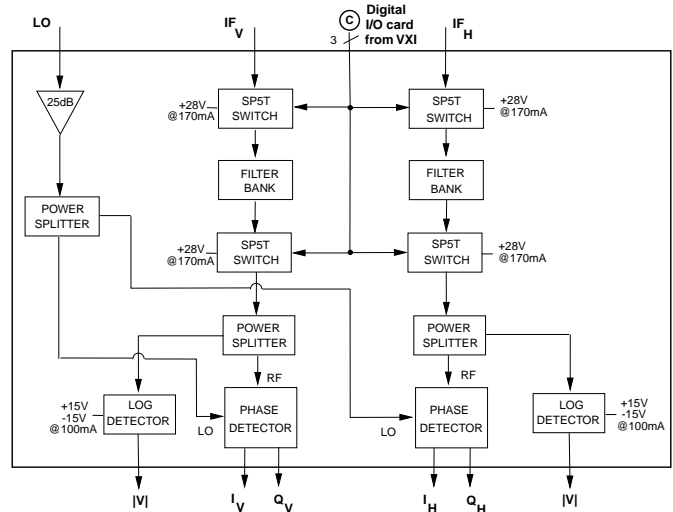 LO
IF V
IF H
C
Digital
I/O card
from VXI
3
25dB
+28V
@170mA
SP5T
SWITCH
SP5T
SWITCH
+28V
@170mA
FILTER
BANK
FILTER
BANK
POWER
SPLITTER
+28V
@170mA
SP5T
SWITCH
SP5T
SWITCH
+28V
@170mA
POWER
SPLITTER
POWER
SPLITTER
RF
RF
+15V
-15V
@100mA
LOG
DETECTOR
LO
PHASE
DETECTOR
LO
PHASE
DETECTOR
LOG
DETECTOR
+15V
-15V
@100mA
|V|
I V
Q V
I H
Q H
|V|